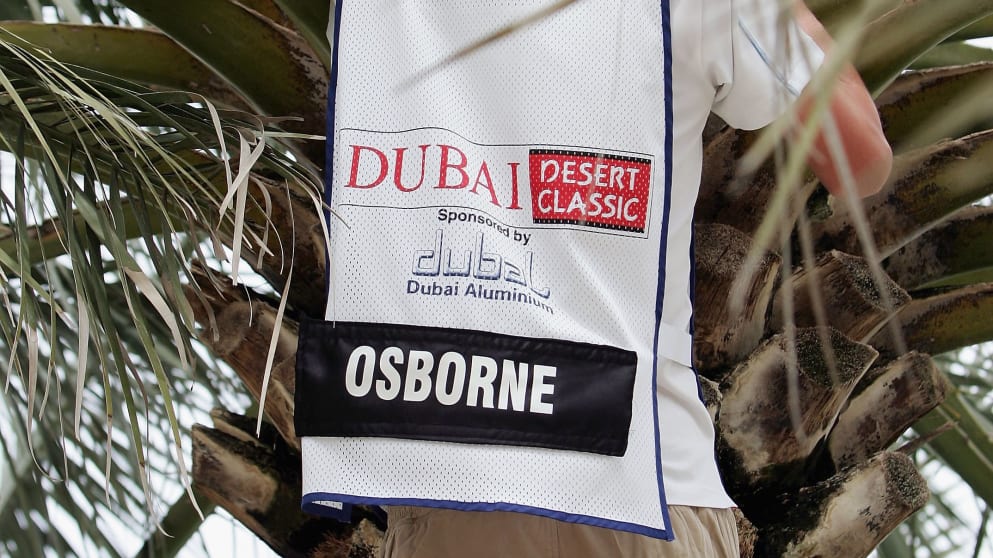 DUBAI DESERT
CLASSIC
Sponsored by
dubal
Dubai Aluminium
OSBORNE